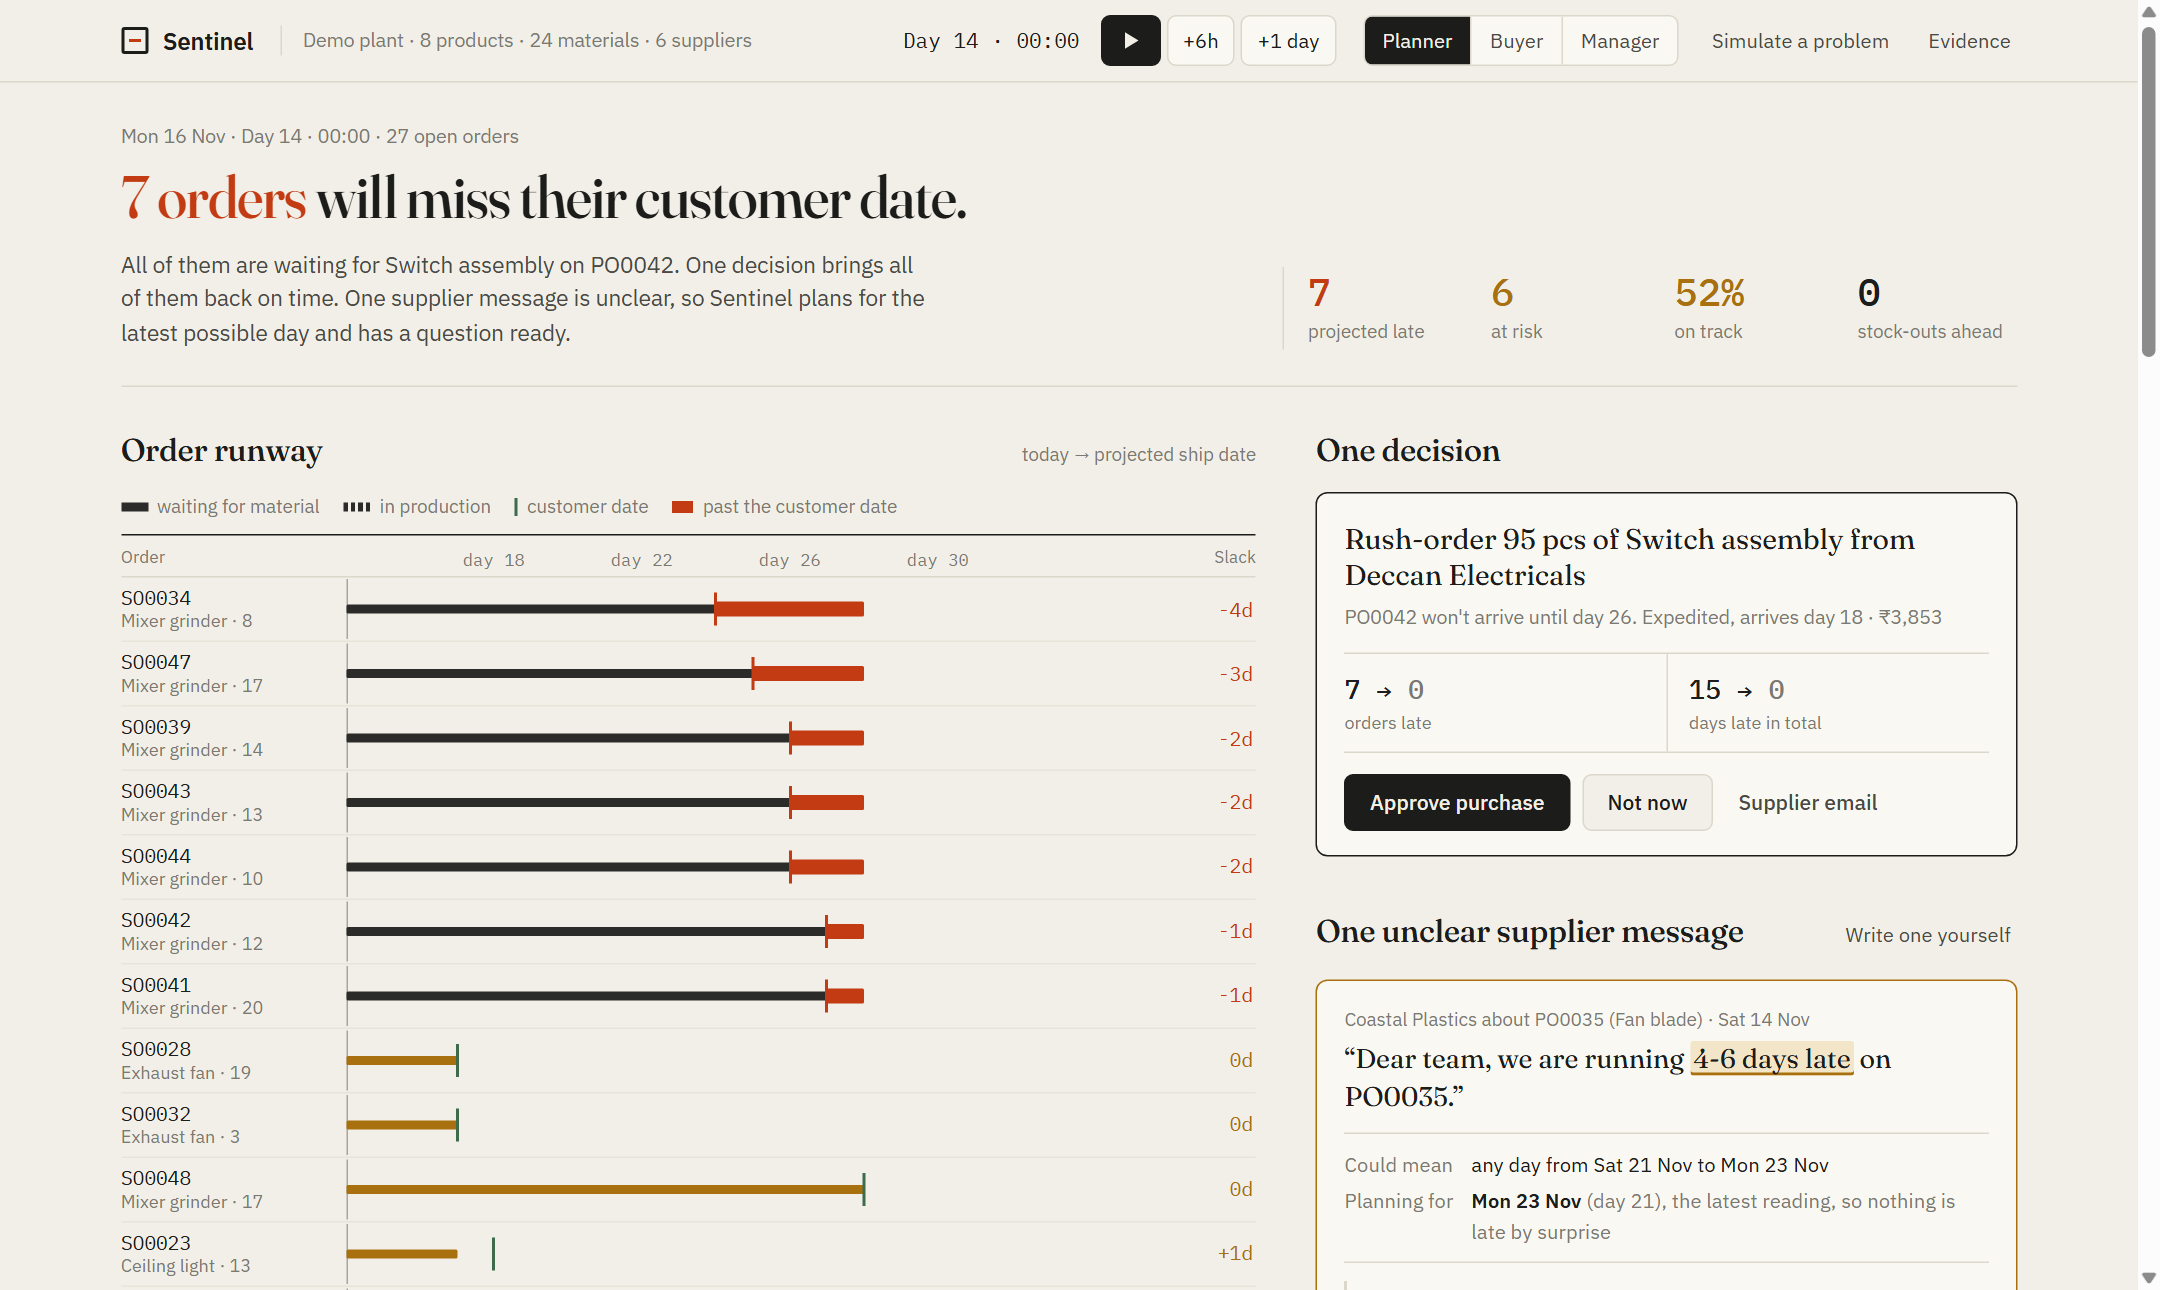 Sentinel
Demo plant · 8 products · 24 materials · 6 suppliers
Day 14 · 00:00
+6h
+1 day
Planner
Buyer
Manager
Simulate a problem
Evidence
Mon 16 Nov · Day 14 · 00:00 · 27 open orders
7 orders will miss their customer date.
All of them are waiting for Switch assembly on PO0042. One decision brings all
of them back on time. One supplier message is unclear, so Sentinel plans for the
latest possible day and has a question ready.
7
projected late
6
at risk
52%
on track
0
stock-outs ahead
Order runway
today → projected ship date
waiting for material
in production
customer date
past the customer date
Order
day 18
day 22
day 26
day 30
Slack
SO0034
Mixer grinder · 8
-4d
SO0047
Mixer grinder · 17
-3d
SO0039
Mixer grinder · 14
-2d
SO0043
Mixer grinder · 13
-2d
SO0044
Mixer grinder · 10
-2d
SO0042
Mixer grinder · 12
-1d
SO0041
Mixer grinder · 20
-1d
SO0028
Exhaust fan · 19
0d
SO0032
Exhaust fan · 3
0d
SO0048
Mixer grinder · 17
0d
SO0023
Ceiling light · 13
+1d
One decision
Rush-order 95 pcs of Switch assembly from
Deccan Electricals
PO0042 won't arrive until day 26. Expedited, arrives day 18 · ₹3,853
7 → 0
orders late
15 → 0
days late in total
Approve purchase
Not now
Supplier email
One unclear supplier message
Write one yourself
Coastal Plastics about PO0035 (Fan blade) · Sat 14 Nov
“Dear team, we are running 4-6 days late on
PO0035.”
Could mean any day from Sat 21 Nov to Mon 23 Nov
Planning for Mon 23 Nov (day 21), the latest reading, so nothing is
late by surprise